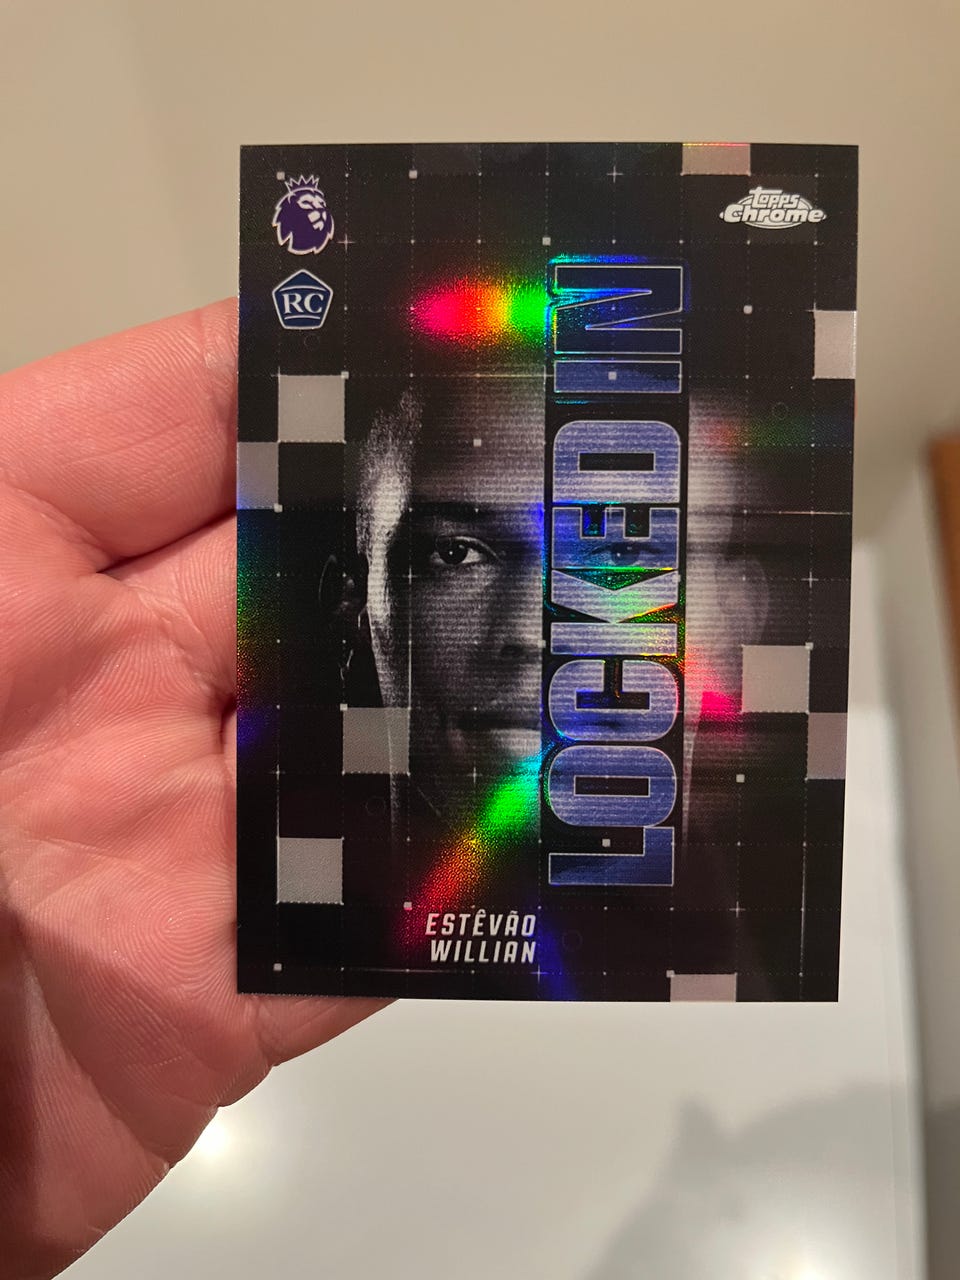 RC
Topps
Chrome
LOCKED IN
ESTÊVÃO
WILLIAN